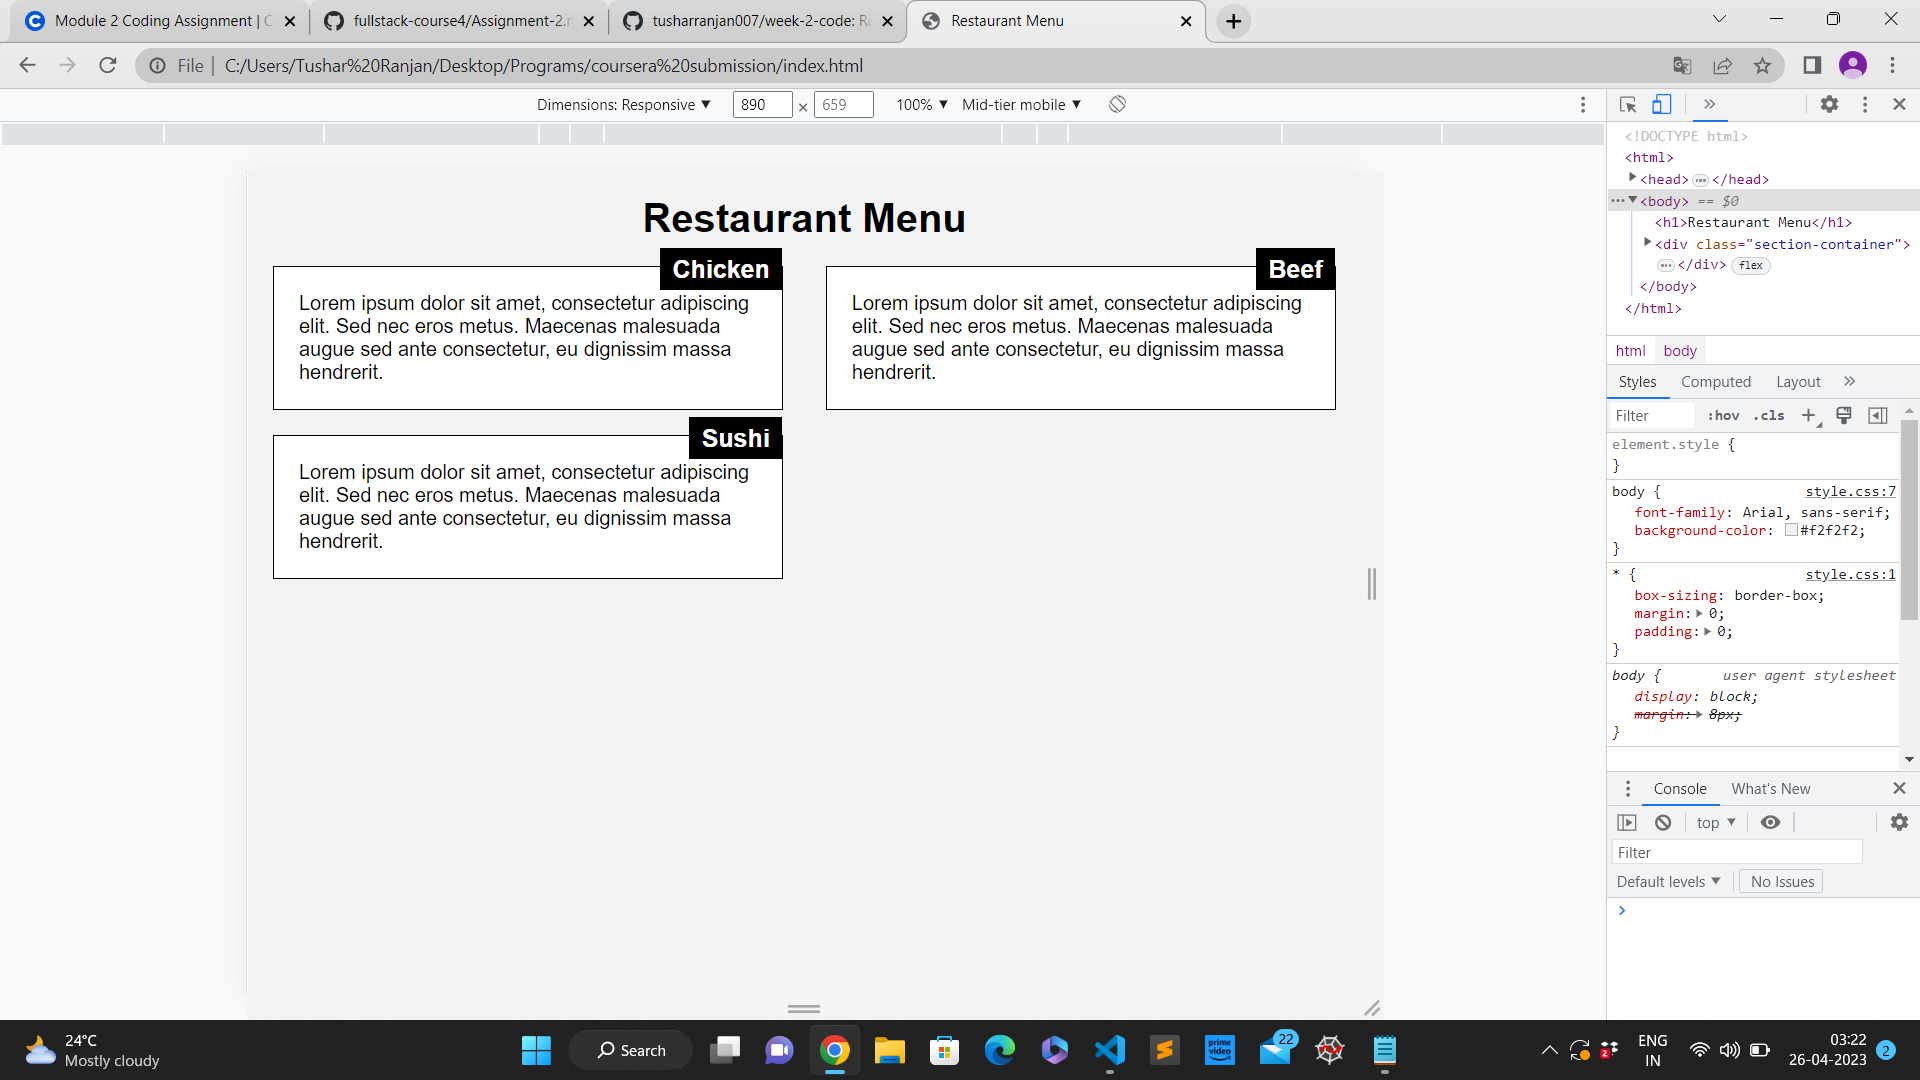 Module 2 Coding Assignment | C
fullstack-course4/Assignment-2.m
tusharranjan007/week-2-code: Re
Restaurant Menu
File
C:/Users/Tushar%20Ranjan/Desktop/Programs/coursera%20submission/index.html
Dimensions: Responsive ▼ 890 × 659 100% ▼ Mid-tier mobile ▼
Restaurant Menu
Chicken
Lorem ipsum dolor sit amet, consectetur adipiscing
elit. Sed nec eros metus. Maecenas malesuada
augue sed ante consectetur, eu dignissim massa
hendrerit.
Beef
Lorem ipsum dolor sit amet, consectetur adipiscing
elit. Sed nec eros metus. Maecenas malesuada
augue sed ante consectetur, eu dignissim massa
hendrerit.
Sushi
Lorem ipsum dolor sit amet, consectetur adipiscing
elit. Sed nec eros metus. Maecenas malesuada
augue sed ante consectetur, eu dignissim massa
hendrerit.
<!DOCTYPE html>
<html>
<head>…</head>
<body> == $0
<h1>Restaurant Menu</h1>
<div class="section-container">
…</div> flex
</body>
</html>
html body
Styles Computed Layout
Filter :hov .cls
element.style {
}
body { style.css:7
font-family: Arial, sans-serif;
background-color: #f2f2f2;
}
* { style.css:1
box-sizing: border-box;
margin: 0;
padding: 0;
}
body { user agent stylesheet
display: block;
margin: 8px;
}
Console What's New
top ▼
Filter
Default levels ▼ No Issues
24°C
Mostly cloudy
Search
prime video
22
2
ENG
IN
03:22
26-04-2023
2